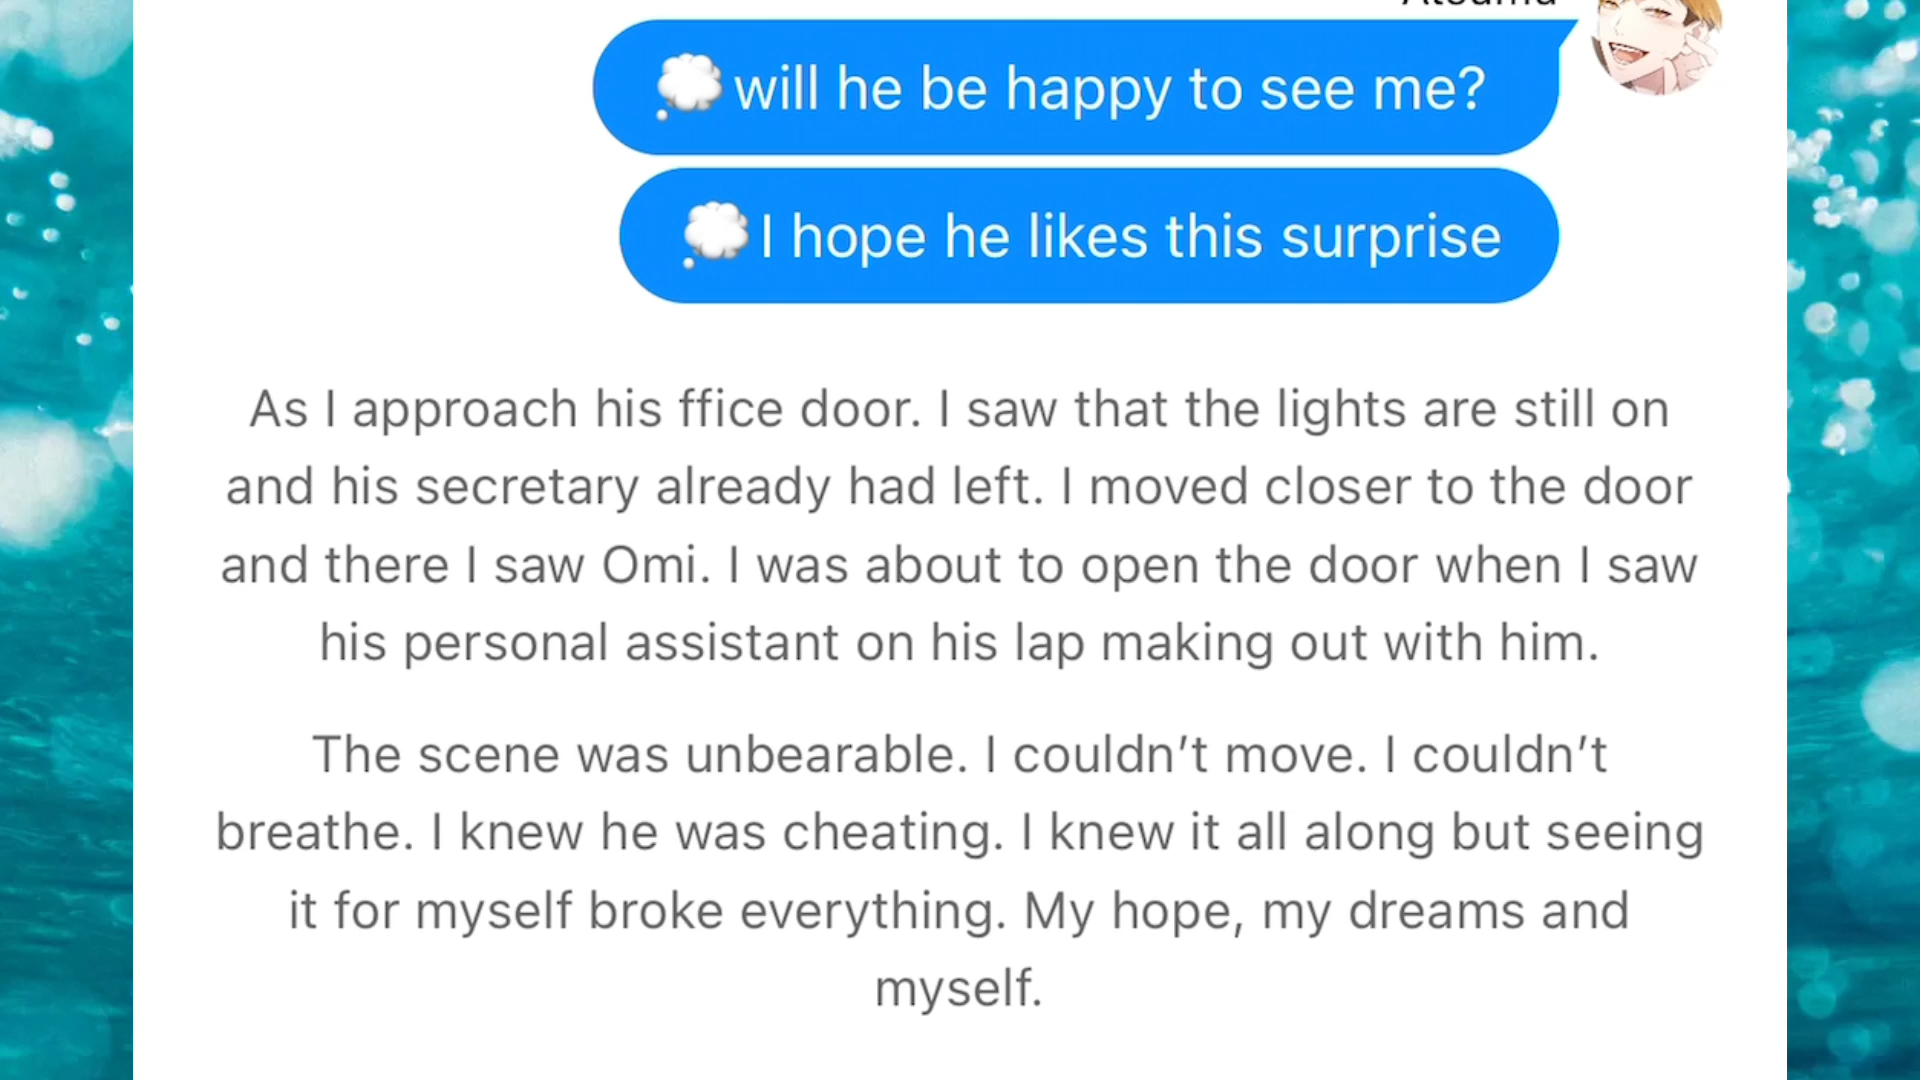 💭will he be happy to see me?
💭I hope he likes this surprise
As I approach his ffice door. I saw that the lights are still on
and his secretary already had left. I moved closer to the door
and there I saw Omi. I was about to open the door when I saw
his personal assistant on his lap making out with him.
The scene was unbearable. I couldn’t move. I couldn’t
breathe. I knew he was cheating. I knew it all along but seeing
it for myself broke everything. My hope, my dreams and
myself.